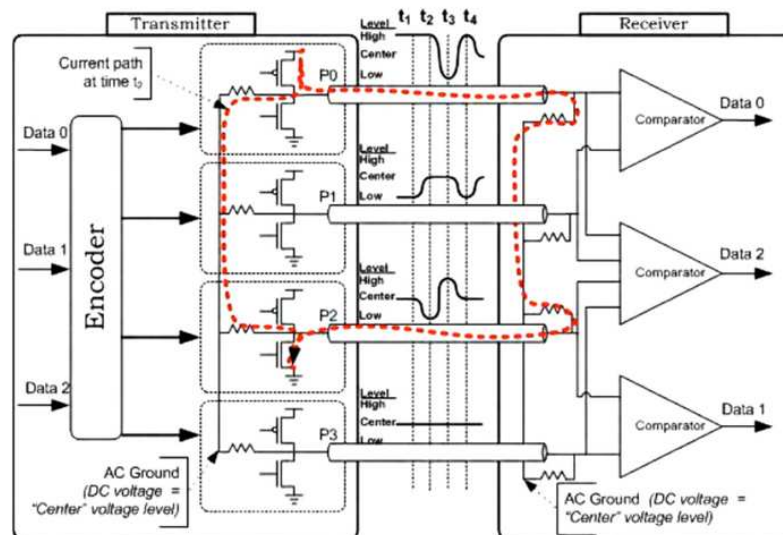 Transmitter
Level t1 t2 t3 t4
Receiver
High
Center
Low
Current path
at time t2
P0
Data 0
Encoder
Data 1
Data 2
Comparator
Data 0
Level
High
Center
Low
P1
Comparator
Data 2
Level
High
Center
Low
P2
Comparator
Data 1
Level
High
Center
Low
P3
AC Ground
(DC voltage =
"Center" voltage level)
AC Ground (DC voltage =
"Center" voltage level)